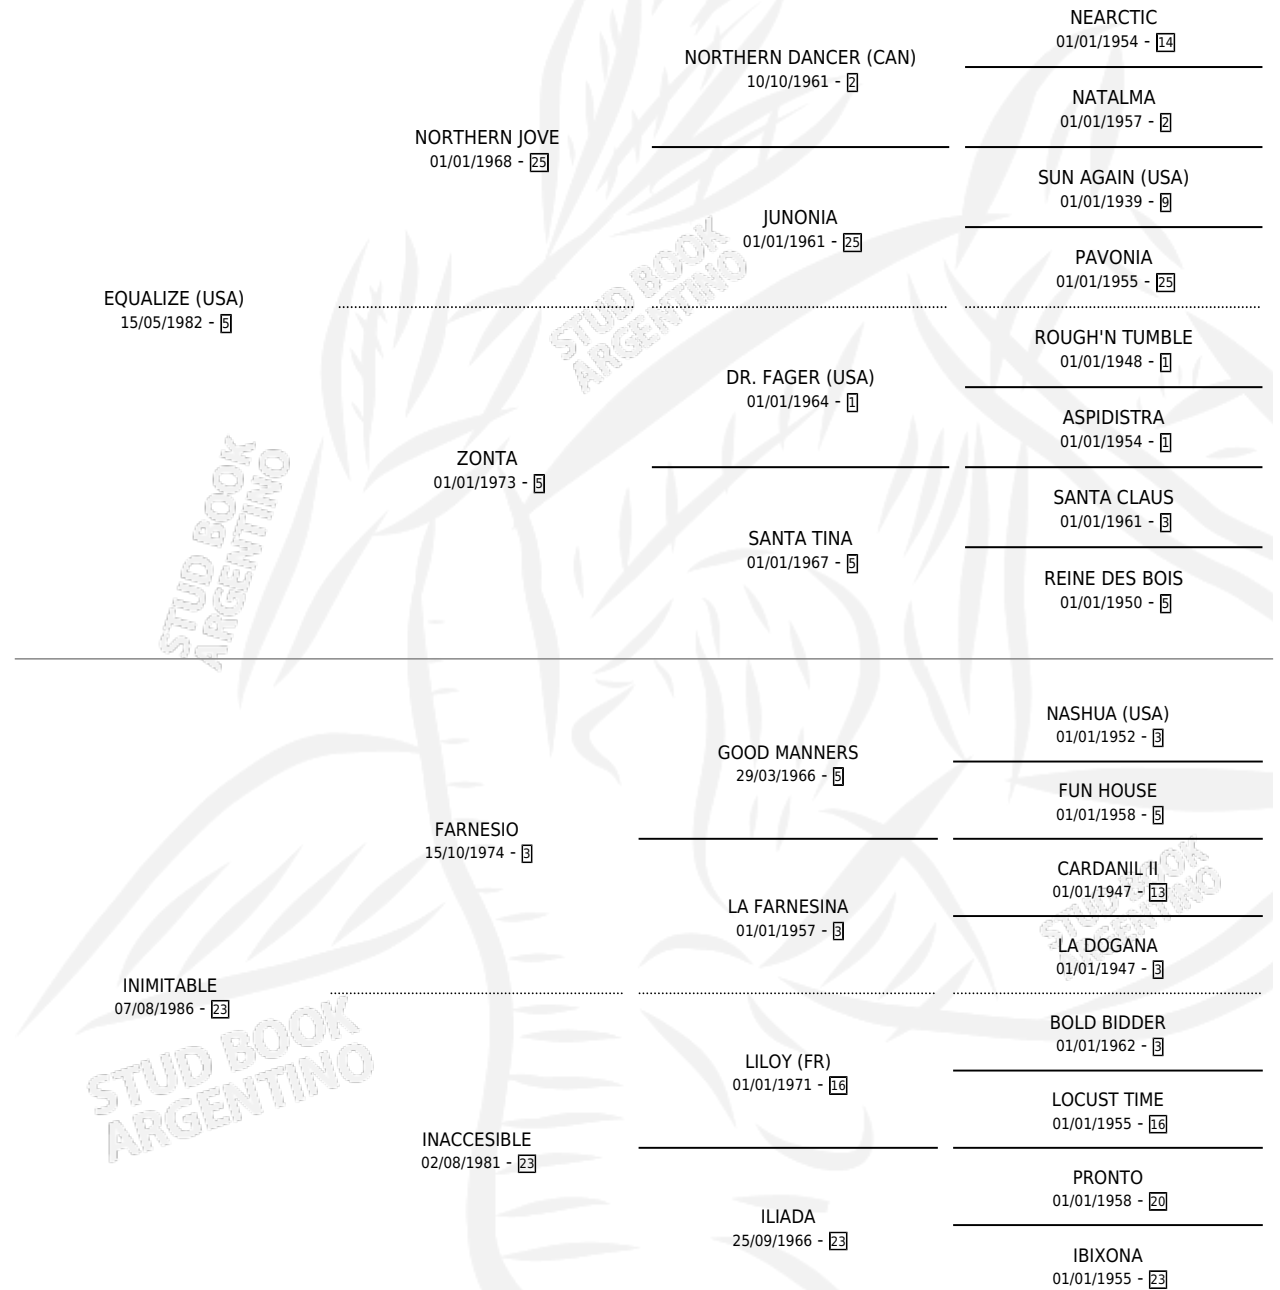 NEARCTIC
01/01/1954 - 14
NORTHERN DANCER (CAN)
10/10/1961 - 2
NATALMA
01/01/1957 - 2
NORTHERN JOVE
01/01/1968 - 25
SUN AGAIN (USA)
01/01/1939 - 9
JUNONIA
01/01/1961 - 25
PAVONIA
01/01/1955 - 25
EQUALIZE (USA)
15/05/1982 - 5
STUD BOOK
ARGENTINO
ROUGH'N TUMBLE
01/01/1948 - 1
DR. FAGER (USA)
01/01/1964 - 1
ASPIDISTRA
01/01/1954 - 1
ZONTA
01/01/1973 - 5
SANTA CLAUS
01/01/1961 - 3
SANTA TINA
01/01/1967 - 5
REINE DES BOIS
01/01/1950 - 5
STUD BOOK
ARGENTINO
NASHUA (USA)
01/01/1952 - 3
GOOD MANNERS
29/03/1966 - 5
FUN HOUSE
01/01/1958 - 5
FARNESIO
15/10/1974 - 3
CARDANIL II
01/01/1947 - 13
LA FARNESINA
01/01/1957 - 3
STUD BOOK
ARGENTINO
LA DOGANA
01/01/1947 - 3
INIMITABLE
07/08/1986 - 23
STUD BOOK
ARGENTINO
BOLD BIDDER
01/01/1962 - 3
LILOY (FR)
01/01/1971 - 16
LOCUST TIME
01/01/1955 - 16
INACCESIBLE
02/08/1981 - 23
PRONTO
01/01/1958 - 20
ILIADA
25/09/1966 - 23
IBIXONA
01/01/1955 - 23